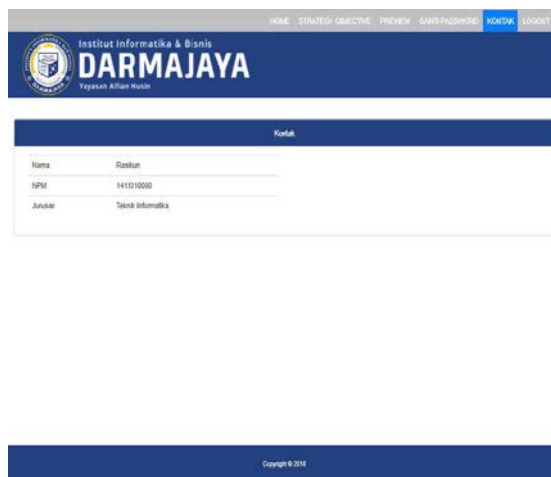 HOME STRATEGY OBJECTIVE PREVIEW GANTI PASSWORD KONTAK LOGOUT
Institut Informatika & Bisnis
DARMAJAYA
Yayasan Alfian Husin
Kontak
Nama Rasikun
NPM 1411010090
Jurusan Teknik Informatika
Copyright © 2018